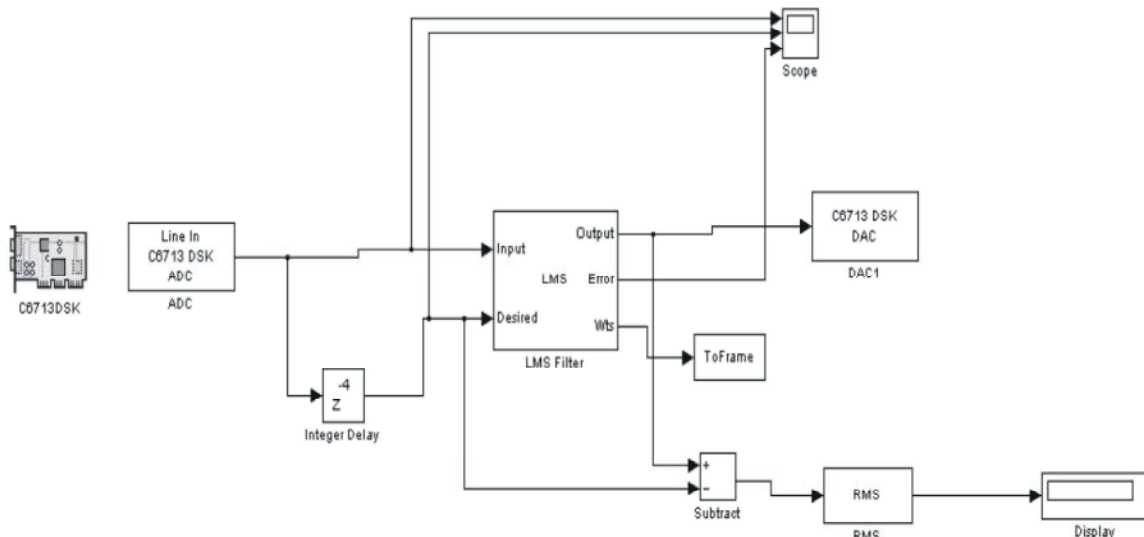 Scope
C6713DSK
Line In
C6713 DSK
ADC
ADC
Input
Desired
LMS
Output
Error
Wts
LMS Filter
C6713 DSK
DAC
DAC1
ToFrame
-4
Z
Integer Delay
+
−
Subtract
RMS
RMS
Display